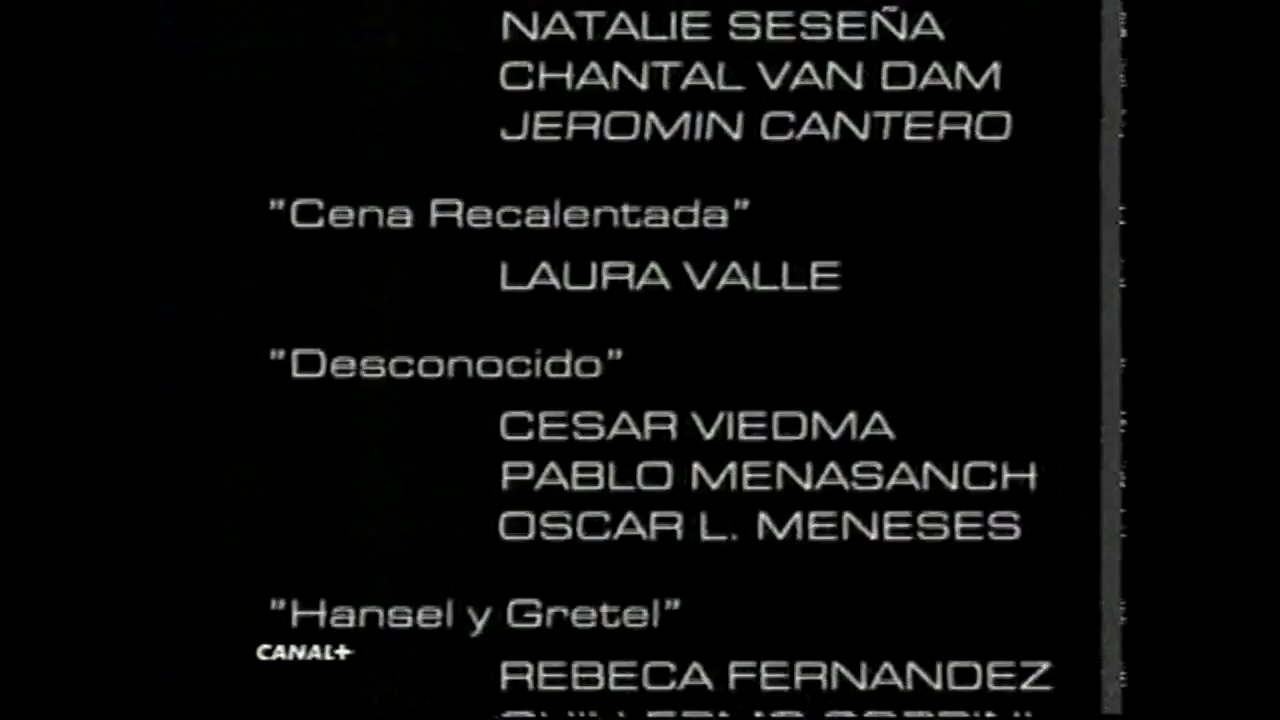 NATALIE SESEÑA
CHANTAL VAN DAM
JEROMIN CANTERO
"Cena Recalentada"
LAURA VALLE
"Desconocido"
CESAR VIEDMA
PABLO MENASANCH
OSCAR L. MENESES
"Hansel y Gretel"
CANAL+
REBECA FERNANDEZ